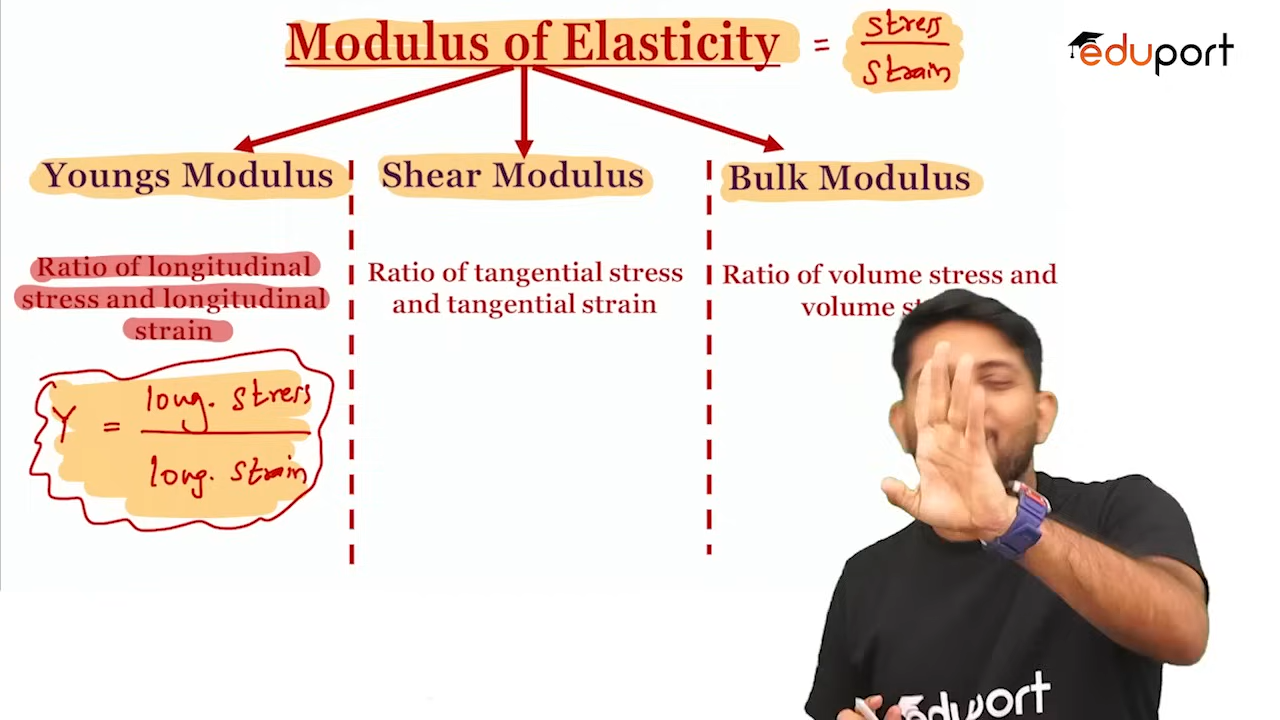 Modulus of Elasticity = stress
strain
eduport
Youngs Modulus
Shear Modulus
Bulk Modulus
Ratio of longitudinal
stress and longitudinal
strain
Ratio of tangential stress
and tangential strain
Ratio of volume stress and
volume
Y = long. stress
long. strain
eduport